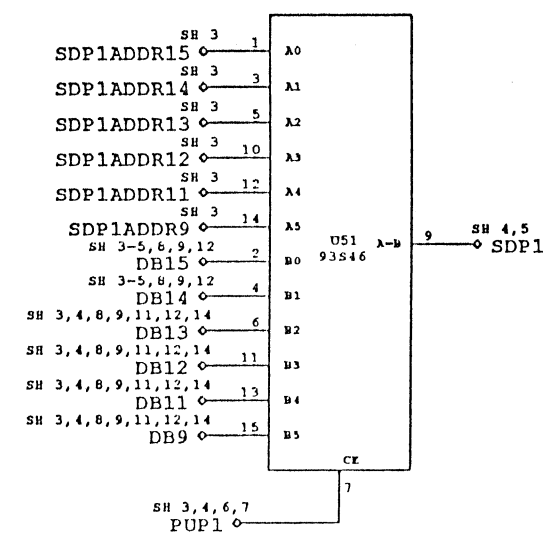 SH 3
SDP1ADDR15 1 A0
SH 3
SDP1ADDR14 3 A1
SH 3
SDP1ADDR13 5 A2
SH 3
SDP1ADDR12 10 A3
SH 3
SDP1ADDR11 12 A4
SH 3
SDP1ADDR9 14 A5
SH 3-5,8,9,12
DB15 2 B0
SH 3-5,8,9,12
DB14 4 B1
SH 3,4,8,9,11,12,14
DB13 6 B2
SH 3,4,8,9,11,12,14
DB12 11 B3
SH 3,4,8,9,11,12,14
DB11 13 B4
SH 3,4,8,9,11,12,14
DB9 15 B5
U51
93S46
A-B 9
SH 4,5
SDP1
CE
7
SH 3,4,6,7
PUP1